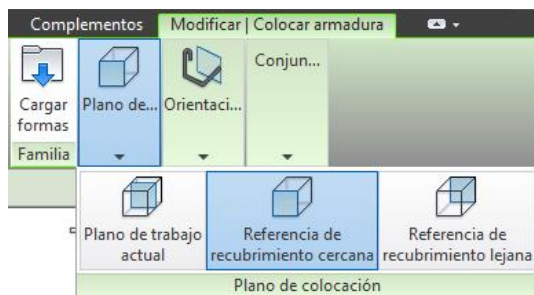 Complementos Modificar | Colocar armadura
Cargar formas Plano de... Orientaci... Conjun...
Familia
Plano de trabajo actual Referencia de recubrimiento cercana Referencia de recubrimiento lejana
Plano de colocación